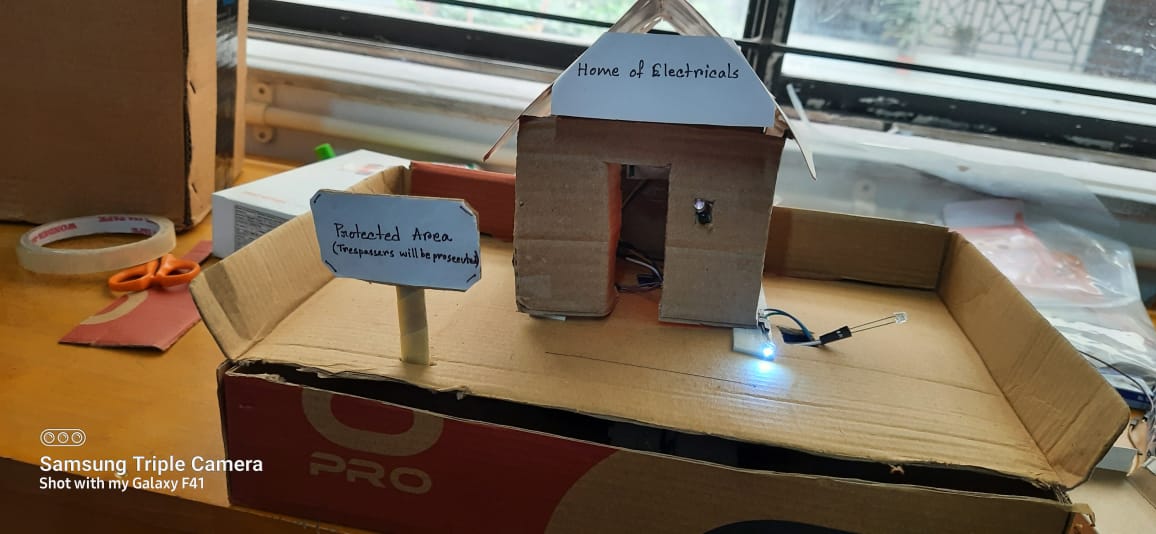 Home of Electricals
Protected Area
(Trespassers will be prosecuted)
PRO
Samsung Triple Camera
Shot with my Galaxy F41